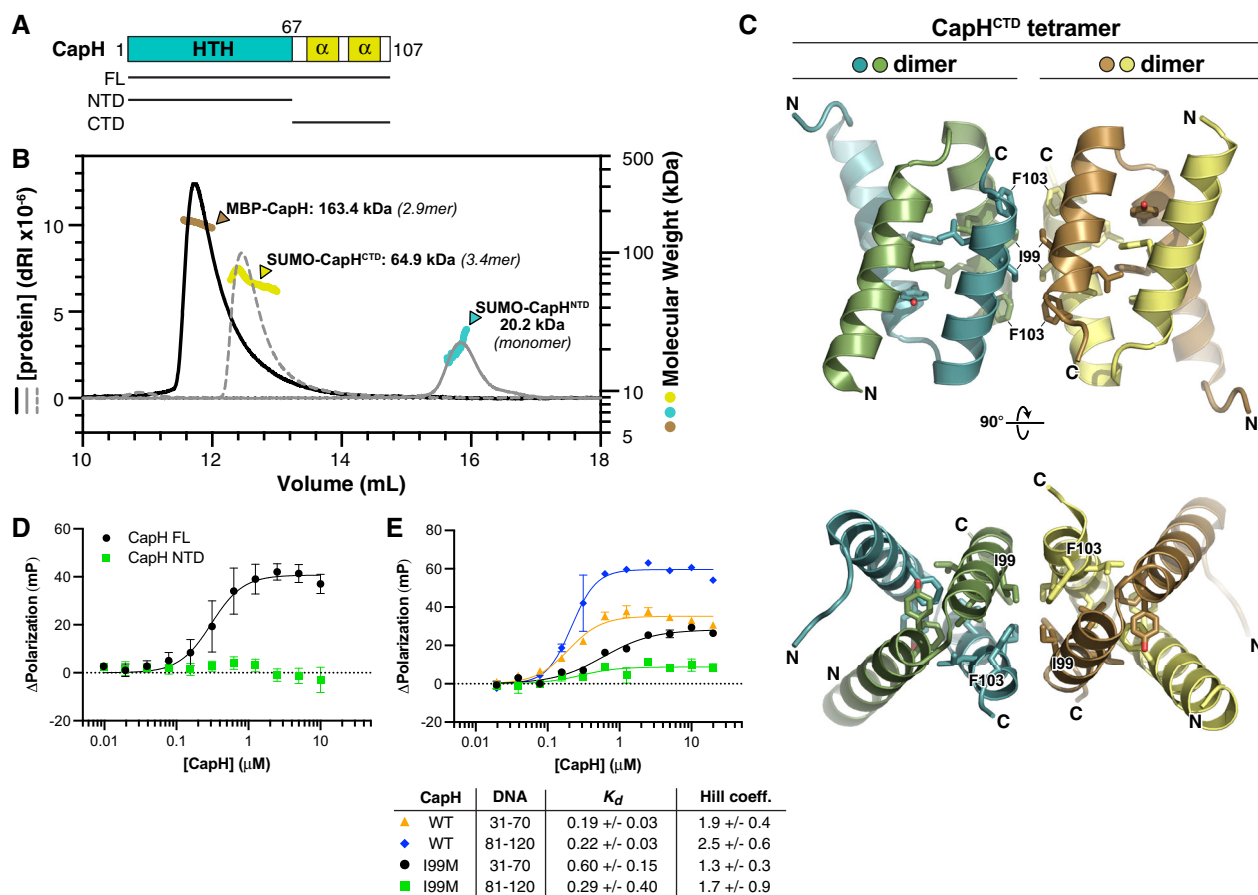 A
67
CapH 1 HTH α α 107
FL
NTD
CTD
B
[protein] (dRI x10-6)
10
5
0
500
100
10
5
Molecular Weight (kDa)
MBP-CapH: 163.4 kDa (2.9mer)
SUMO-CapHCTD: 64.9 kDa (3.4mer)
SUMO-CapHNTD
20.2 kDa
(monomer)
10 12 14 16 18
Volume (mL)
C
CapHCTD tetramer
dimer dimer
N
N
C C
F103
I99
F103
C
C
N
N
90°
C
C
I99
F103
N
N
I99
F103
N
C
C
N
D
ΔPolarization (mP)
60
40
20
0
-20
CapH FL
CapH NTD
0.01 0.1 1 10
[CapH] (μM)
E
ΔPolarization (mP)
80
60
40
20
0
-20
0.01 0.1 1 10
[CapH] (μM)
CapH DNA Kd Hill coeff.
WT 31-70 0.19 +/- 0.03 1.9 +/- 0.4
WT 81-120 0.22 +/- 0.03 2.5 +/- 0.6
I99M 31-70 0.60 +/- 0.15 1.3 +/- 0.3
I99M 81-120 0.29 +/- 0.40 1.7 +/- 0.9